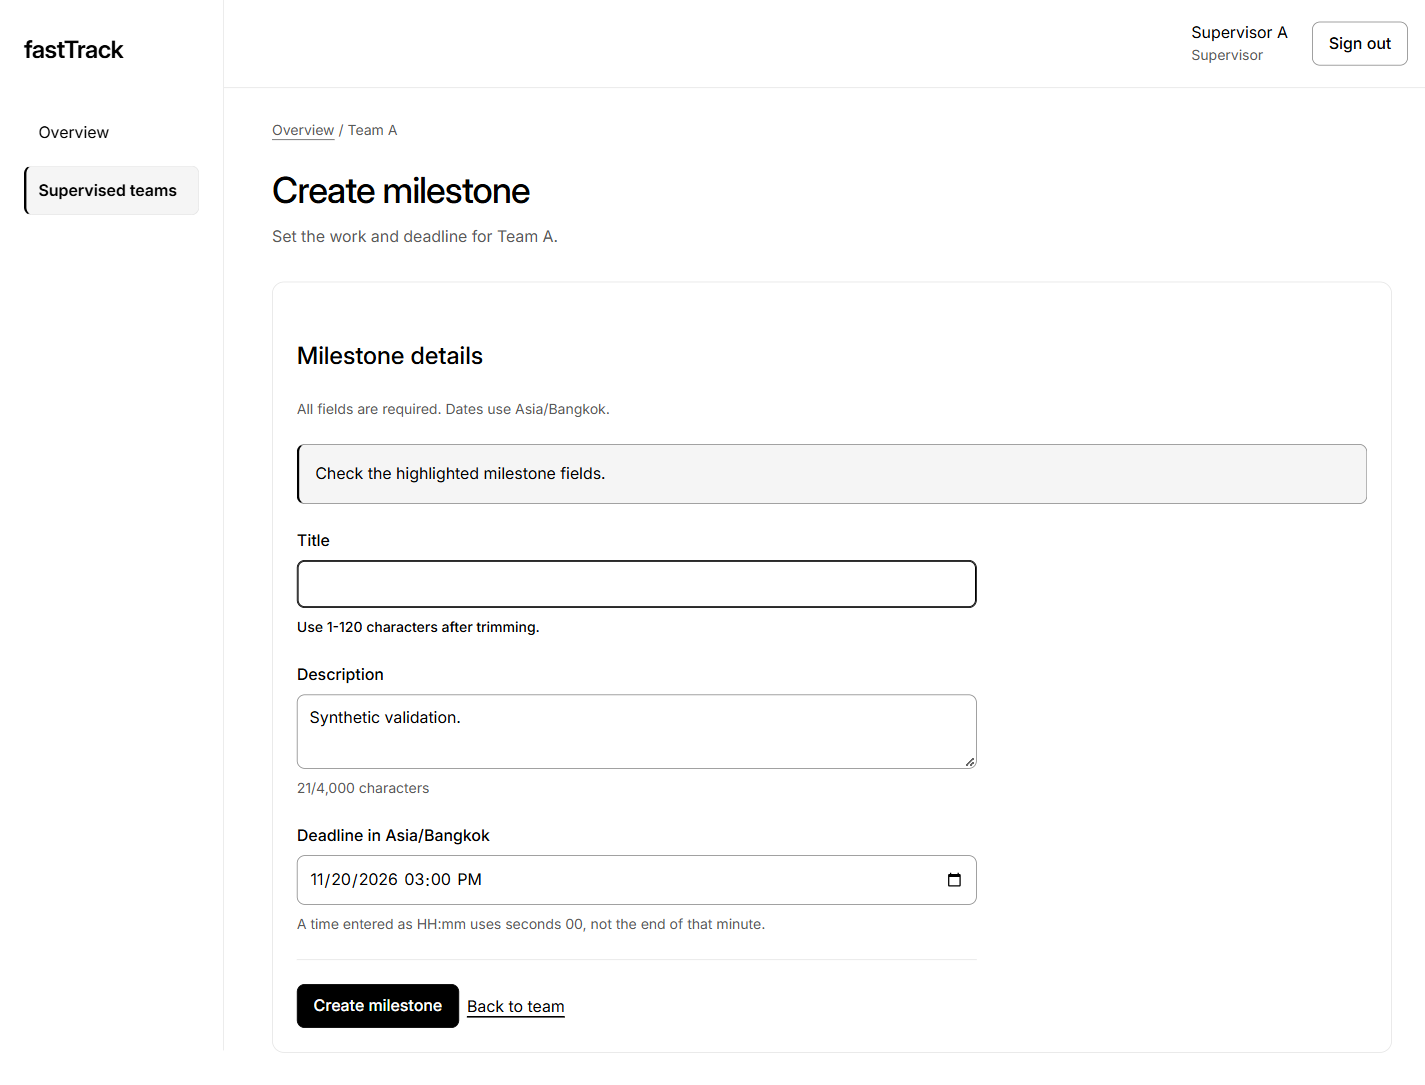 fastTrack
Supervisor A
Supervisor
Sign out
Overview
Supervised teams
Overview / Team A
Create milestone
Set the work and deadline for Team A.
Milestone details
All fields are required. Dates use Asia/Bangkok.
Check the highlighted milestone fields.
Title
Use 1-120 characters after trimming.
Description
Synthetic validation.
21/4,000 characters
Deadline in Asia/Bangkok
11/20/2026 03:00 PM
A time entered as HH:mm uses seconds 00, not the end of that minute.
Create milestone
Back to team